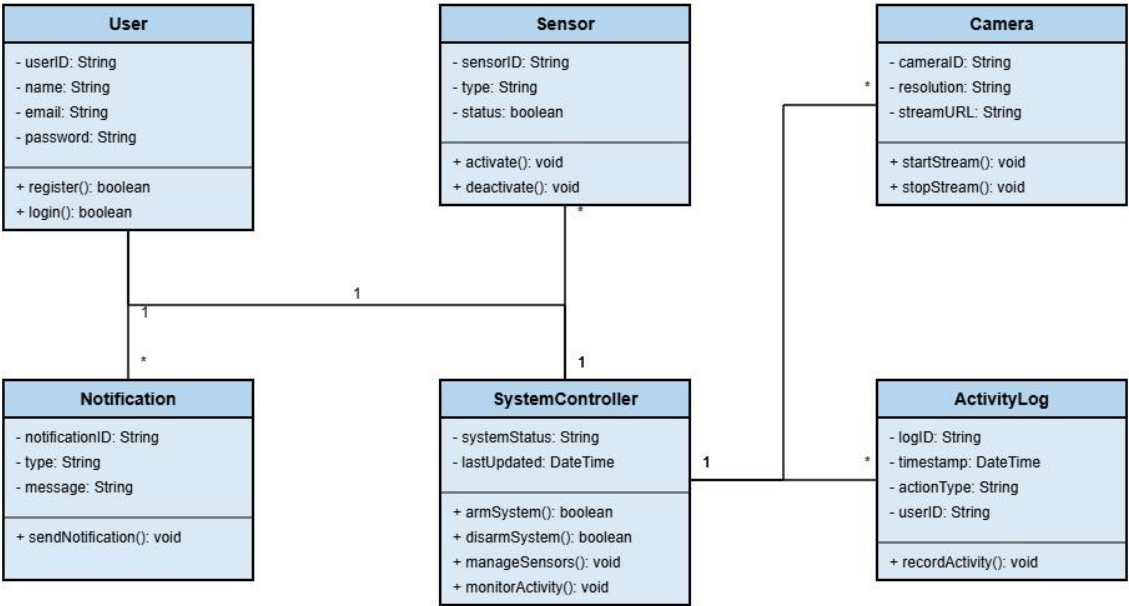 User
- userID: String
- name: String
- email: String
- password: String
+ register(): boolean
+ login(): boolean
Sensor
- sensorID: String
- type: String
- status: boolean
+ activate(): void
+ deactivate(): void
*
Camera
- cameraID: String
- resolution: String
- streamURL: String
+ startStream(): void
+ stopStream(): void
*
1
1
*
1
Notification
- notificationID: String
- type: String
- message: String
+ sendNotification(): void
SystemController
- systemStatus: String
- lastUpdated: DateTime
+ armSystem(): boolean
+ disarmSystem(): boolean
+ manageSensors(): void
+ monitorActivity(): void
1
*
ActivityLog
- logID: String
- timestamp: DateTime
- actionType: String
- userID: String
+ recordActivity(): void